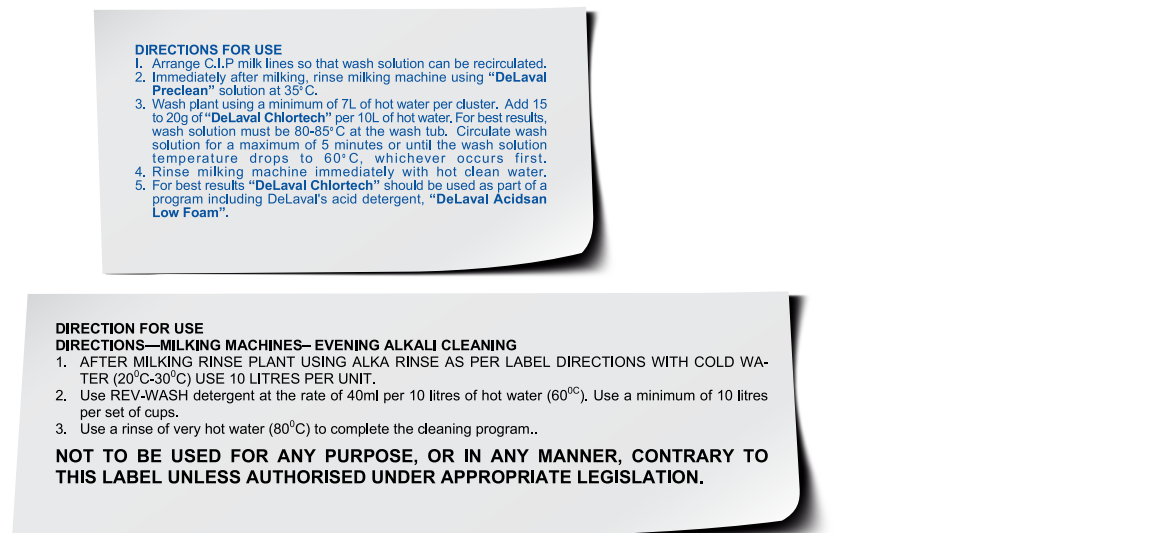 DIRECTIONS FOR USE
I. Arrange C.I.P milk lines so that wash solution can be recirculated.
2. Immediately after milking, rinse milking machine using “DeLaval
Preclean” solution at 35°C.
3. Wash plant using a minimum of 7L of hot water per cluster. Add 15
to 20g of “DeLaval Chlortech” per 10L of hot water. For best results,
wash solution must be 80-85°C at the wash tub. Circulate wash
solution for a maximum of 5 minutes or until the wash solution
temperature drops to 60°C, whichever occurs first.
4. Rinse milking machine immediately with hot clean water.
5. For best results “DeLaval Chlortech” should be used as part of a
program including DeLaval's acid detergent, “DeLaval Acidsan
Low Foam”.
DIRECTION FOR USE
DIRECTIONS—MILKING MACHINES– EVENING ALKALI CLEANING
1. AFTER MILKING RINSE PLANT USING ALKA RINSE AS PER LABEL DIRECTIONS WITH COLD WA-
TER (20⁰C-30⁰C) USE 10 LITRES PER UNIT.
2. Use REV-WASH detergent at the rate of 40ml per 10 litres of hot water (60⁰ᶜ). Use a minimum of 10 litres
per set of cups.
3. Use a rinse of very hot water (80⁰C) to complete the cleaning program..
NOT TO BE USED FOR ANY PURPOSE, OR IN ANY MANNER, CONTRARY TO
THIS LABEL UNLESS AUTHORISED UNDER APPROPRIATE LEGISLATION.